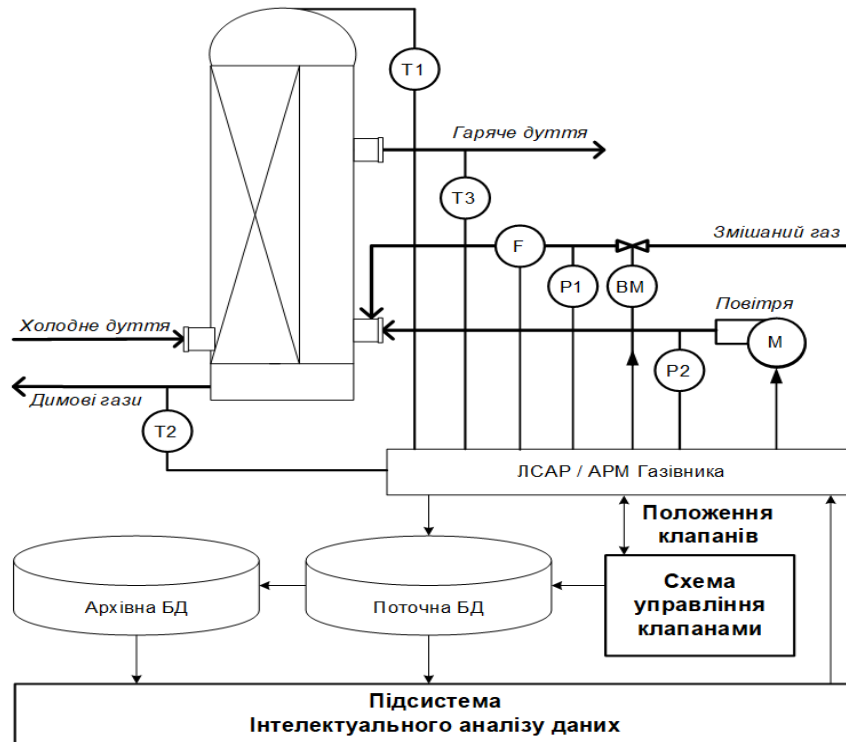 T1
Гаряче дуття
T3
Змішаний газ
F
P1
BM
Повітря
M
Холодне дуття
P2
Димові гази
T2
ЛСАР / АРМ Газівника
Положення
клапанів
Схема
управління
клапанами
Архівна БД
Поточна БД
Підсистема
Інтелектуального аналізу даних